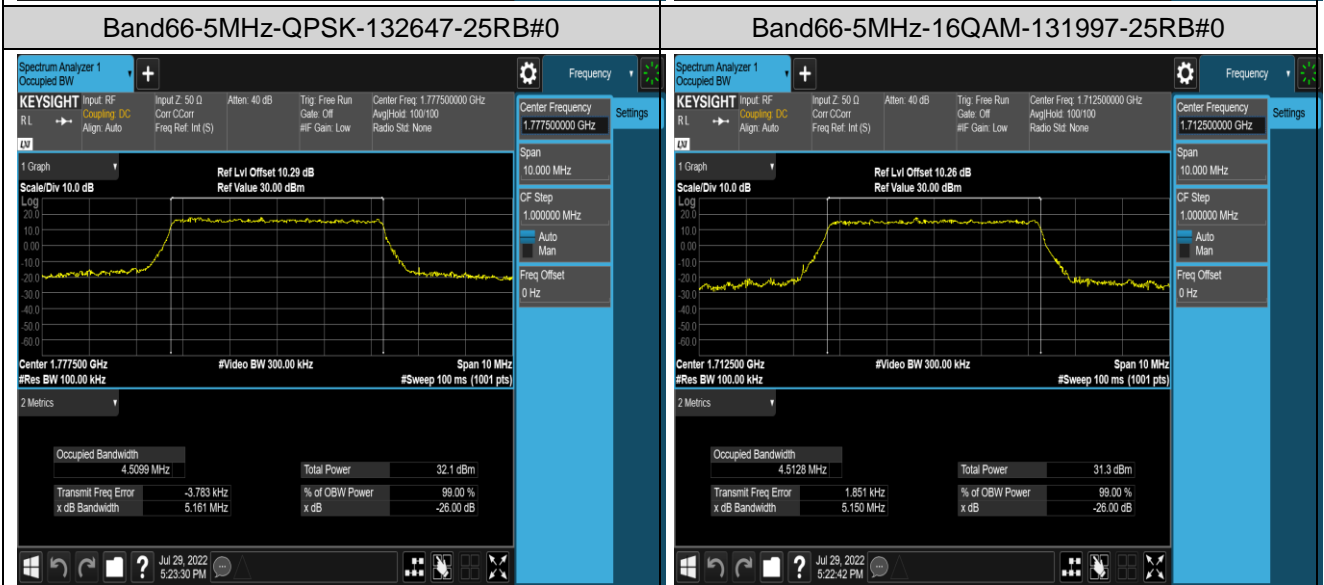 Band66-5MHz-QPSK-132647-25RB#0
Spectrum Analyzer 1
Occupied BW
+
Frequency
KEYSIGHT
RL
Input: RF
Coupling: DC
Align: Auto
Input Z: 50 Ω
Corr CCorr
Freq Ref: Int (S)
Atten: 40 dB
Trig: Free Run
Gate: Off
#IF Gain: Low
Center Freq: 1.777500000 GHz
Avg|Hold: 100/100
Radio Std: None
LXI
Center Frequency
1.777500000 GHz
Settings
Span
10.000 MHz
CF Step
1.000000 MHz
Auto
Man
Freq Offset
0 Hz
1 Graph
Ref Lvl Offset 10.29 dB
Scale/Div 10.0 dB
Ref Value 30.00 dBm
Log
20.0
10.0
0.00
-10.0
-20.0
-30.0
-40.0
-50.0
-60.0
Center 1.777500 GHz
#Video BW 300.00 kHz
Span 10 MHz
#Res BW 100.00 kHz
#Sweep 100 ms (1001 pts)
2 Metrics
Occupied Bandwidth
4.5099 MHz
Total Power 32.1 dBm
Transmit Freq Error -3.783 kHz
% of OBW Power 99.00 %
x dB Bandwidth 5.161 MHz
x dB -26.00 dB
?
Jul 29, 2022
5:23:30 PM
Band66-5MHz-16QAM-131997-25RB#0
Spectrum Analyzer 1
Occupied BW
+
Frequency
KEYSIGHT
RL
Input: RF
Coupling: DC
Align: Auto
Input Z: 50 Ω
Corr CCorr
Freq Ref: Int (S)
Atten: 40 dB
Trig: Free Run
Gate: Off
#IF Gain: Low
Center Freq: 1.712500000 GHz
Avg|Hold: 100/100
Radio Std: None
LXI
Center Frequency
1.712500000 GHz
Settings
Span
10.000 MHz
CF Step
1.000000 MHz
Auto
Man
Freq Offset
0 Hz
1 Graph
Ref Lvl Offset 10.26 dB
Scale/Div 10.0 dB
Ref Value 30.00 dBm
Log
20.0
10.0
0.00
-10.0
-20.0
-30.0
-40.0
-50.0
-60.0
Center 1.712500 GHz
#Video BW 300.00 kHz
Span 10 MHz
#Res BW 100.00 kHz
#Sweep 100 ms (1001 pts)
2 Metrics
Occupied Bandwidth
4.5128 MHz
Total Power 31.3 dBm
Transmit Freq Error 1.851 kHz
% of OBW Power 99.00 %
x dB Bandwidth 5.150 MHz
x dB -26.00 dB
?
Jul 29, 2022
5:22:42 PM